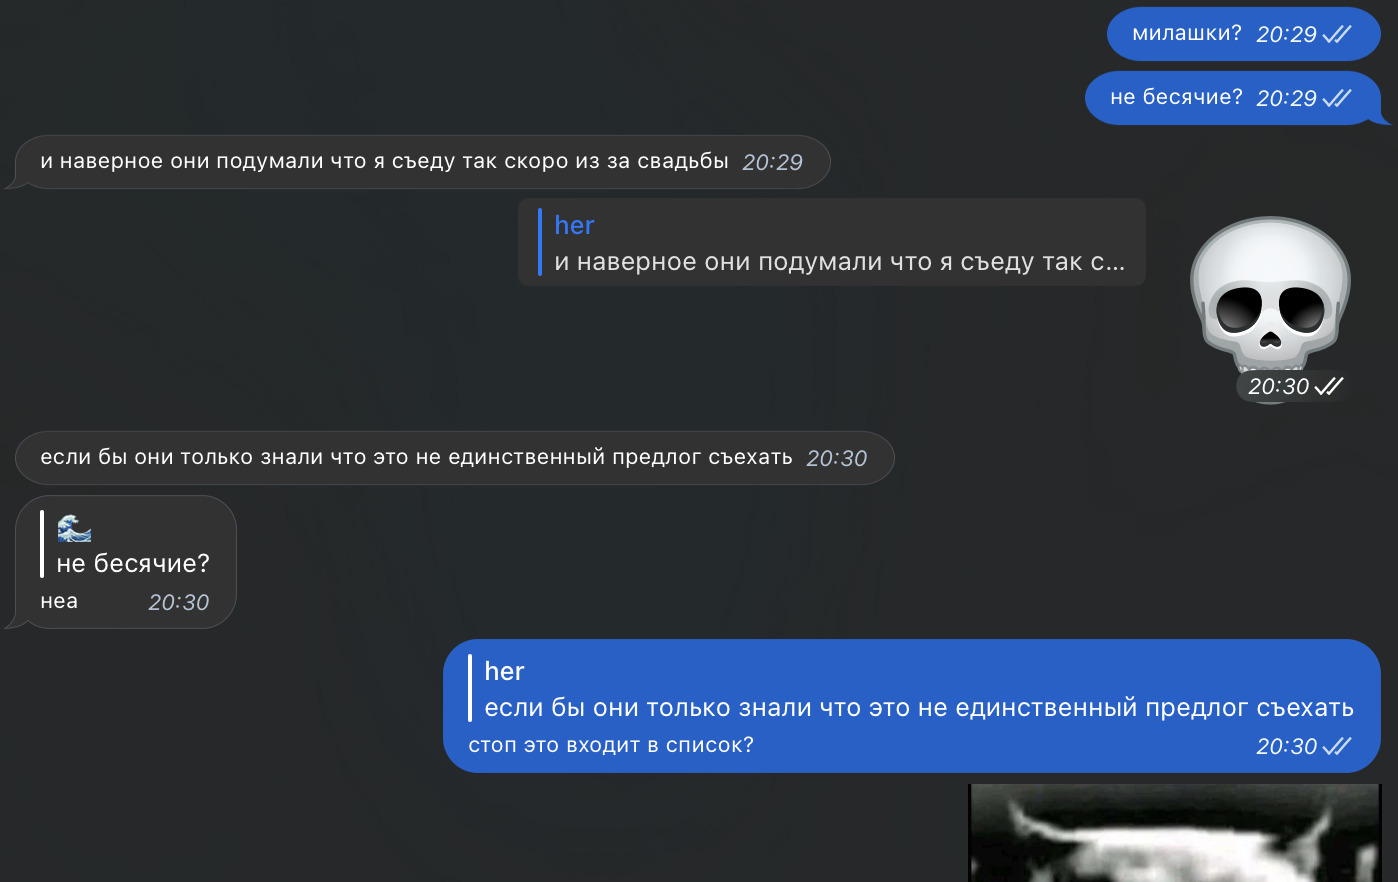 милашки? 20:29
не бесячие? 20:29
и наверное они подумали что я съеду так скоро из за свадьбы 20:29
her
и наверное они подумали что я съеду так с...
20:30
если бы они только знали что это не единственный предлог съехать 20:30
🌊
не бесячие?
неа 20:30
her
если бы они только знали что это не единственный предлог съехать
стоп это входит в список? 20:30